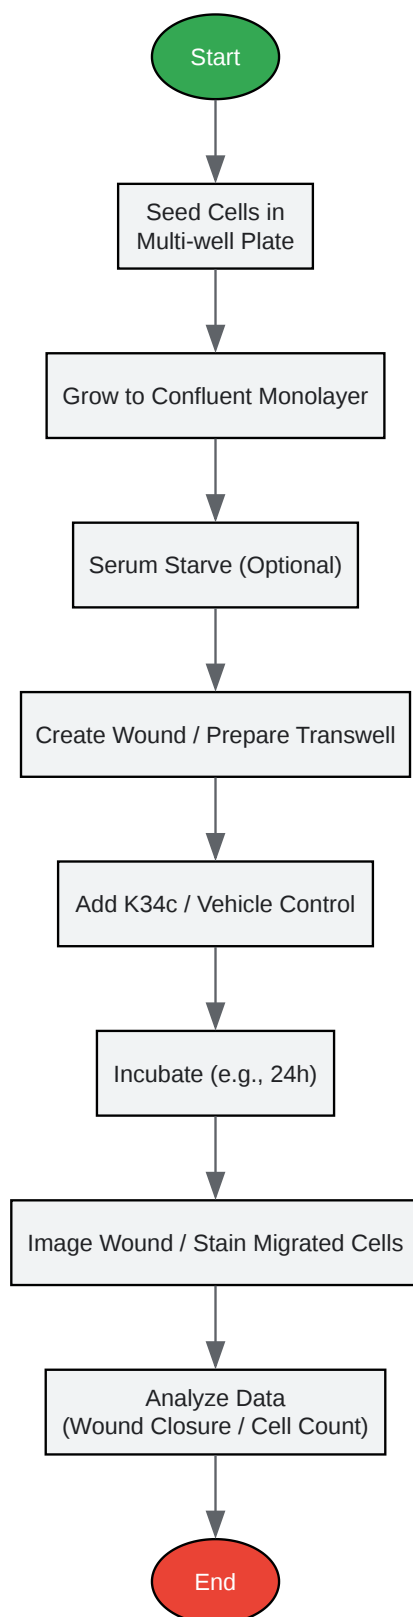 Start
Seed Cells in
Multi-well Plate
Grow to Confluent Monolayer
Serum Starve (Optional)
Create Wound / Prepare Transwell
Add K34c / Vehicle Control
Incubate (e.g., 24h)
Image Wound / Stain Migrated Cells
Analyze Data
(Wound Closure / Cell Count)
End